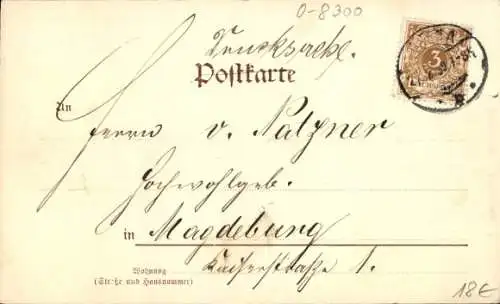 0-8300
Drucksache.
Postkarte
3
An
Herrn v. Natzner
Hochwohlgeb.
in Magdeburg
Wohnung
(Straße und Hausnummer)
Kaiserstraße 1.
18€